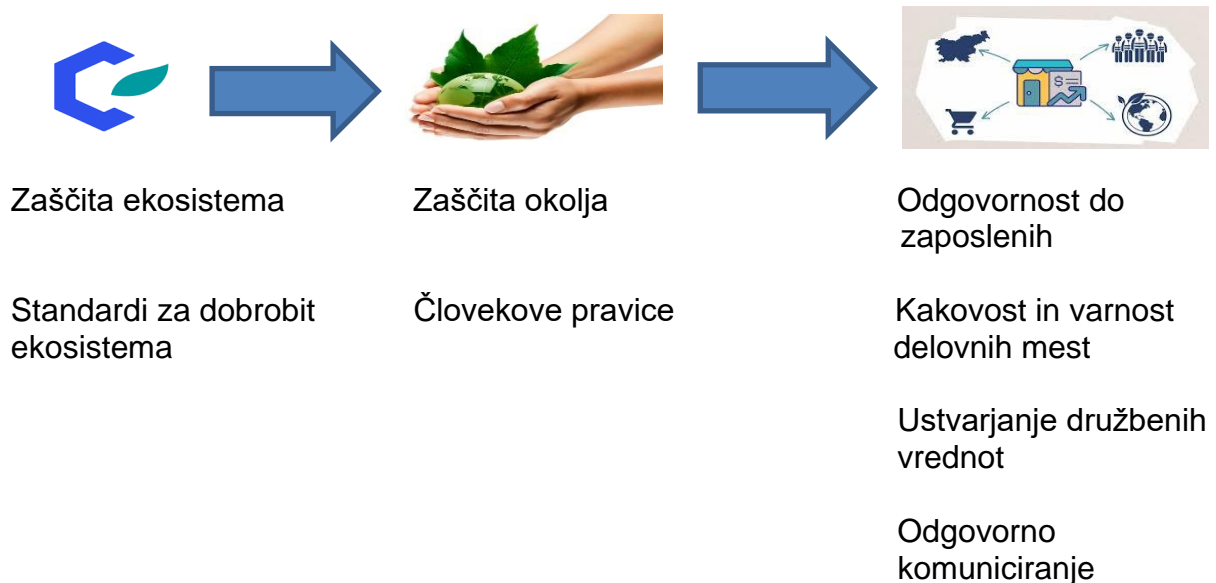 Zaščita ekosistema
Zaščita okolja
Odgovornost do
zaposlenih
Standardi za dobrobit
ekosistema
Človekove pravice
Kakovost in varnost
delovnih mest
Ustvarjanje družbenih
vrednot
Odgovorno
komuniciranje